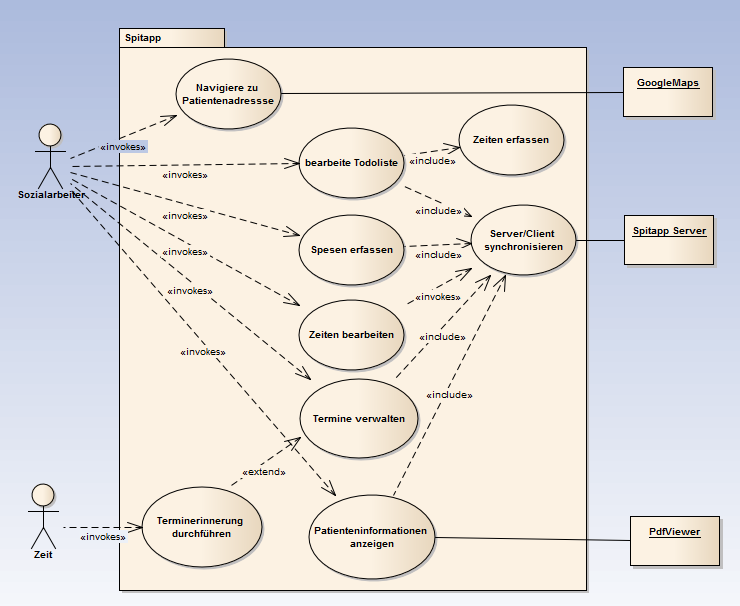 Spitapp
Navigiere zu
Patientenadressse
GoogleMaps
Sozialarbeiter
«invokes»
bearbeite Todoliste
«include»
Zeiten erfassen
«invokes»
«include»
«invokes»
Spesen erfassen
«include»
Server/Client
synchronisieren
Spitapp Server
«invokes»
Zeiten bearbeiten
«invokes»
«invokes»
Termine verwalten
«include»
«invokes»
«include»
«extend»
Zeit
«invokes»
Terminerinnerung
durchführen
Patienteninformationen
anzeigen
PdfViewer